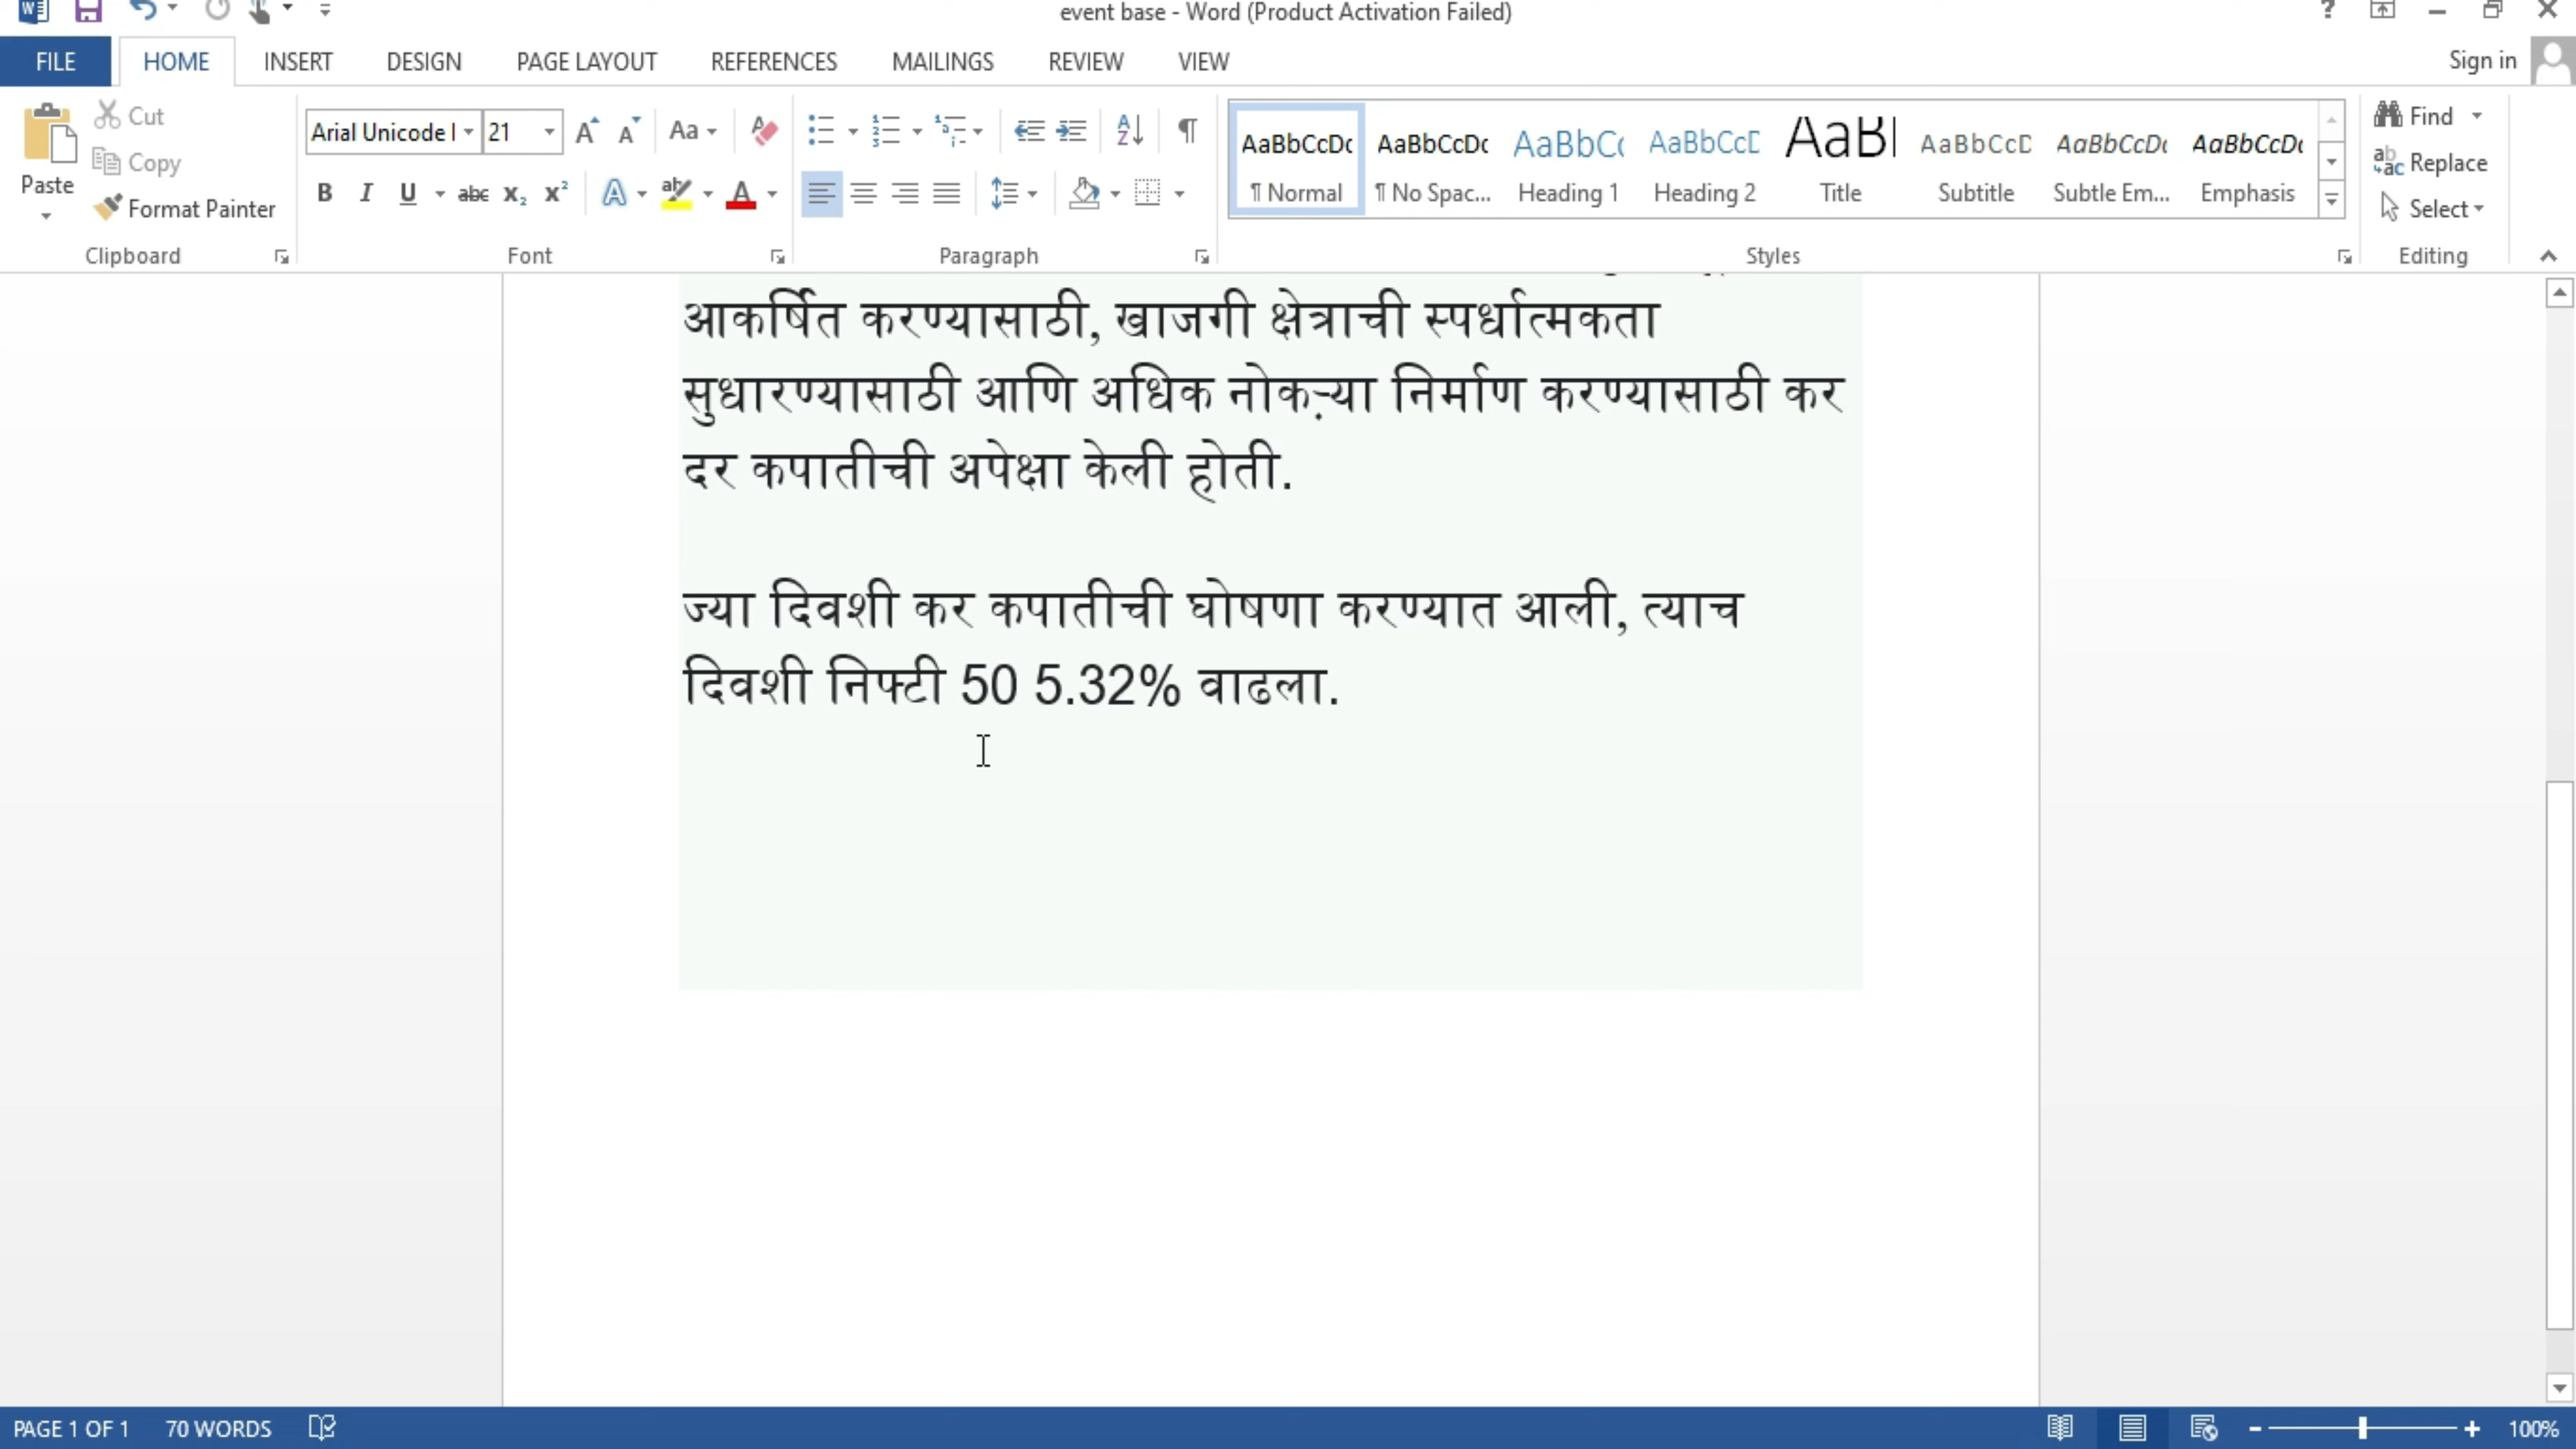 event base - Word (Product Activation Failed)
FILE HOME INSERT DESIGN PAGE LAYOUT REFERENCES MAILINGS REVIEW VIEW Sign in
Paste Cut Copy Format Painter Clipboard
Arial Unicode 21 Aa Font
Paragraph
AaBbCcDc AaBbCcDc AaBbCc AaBbCcD AaBl AaBbCcD AaBbCcDc AaBbCcDc
¶ Normal ¶ No Spac... Heading 1 Heading 2 Title Subtitle Subtle Em... Emphasis
Styles
Find Replace Select Editing
आकर्षित करण्यासाठी, खाजगी क्षेत्राची स्पर्धात्मकता
सुधारण्यासाठी आणि अधिक नोकऱ्या निर्माण करण्यासाठी कर
दर कपातीची अपेक्षा केली होती.
ज्या दिवशी कर कपातीची घोषणा करण्यात आली, त्याच
दिवशी निफ्टी 50 5.32% वाढला.
PAGE 1 OF 1 70 WORDS 100%